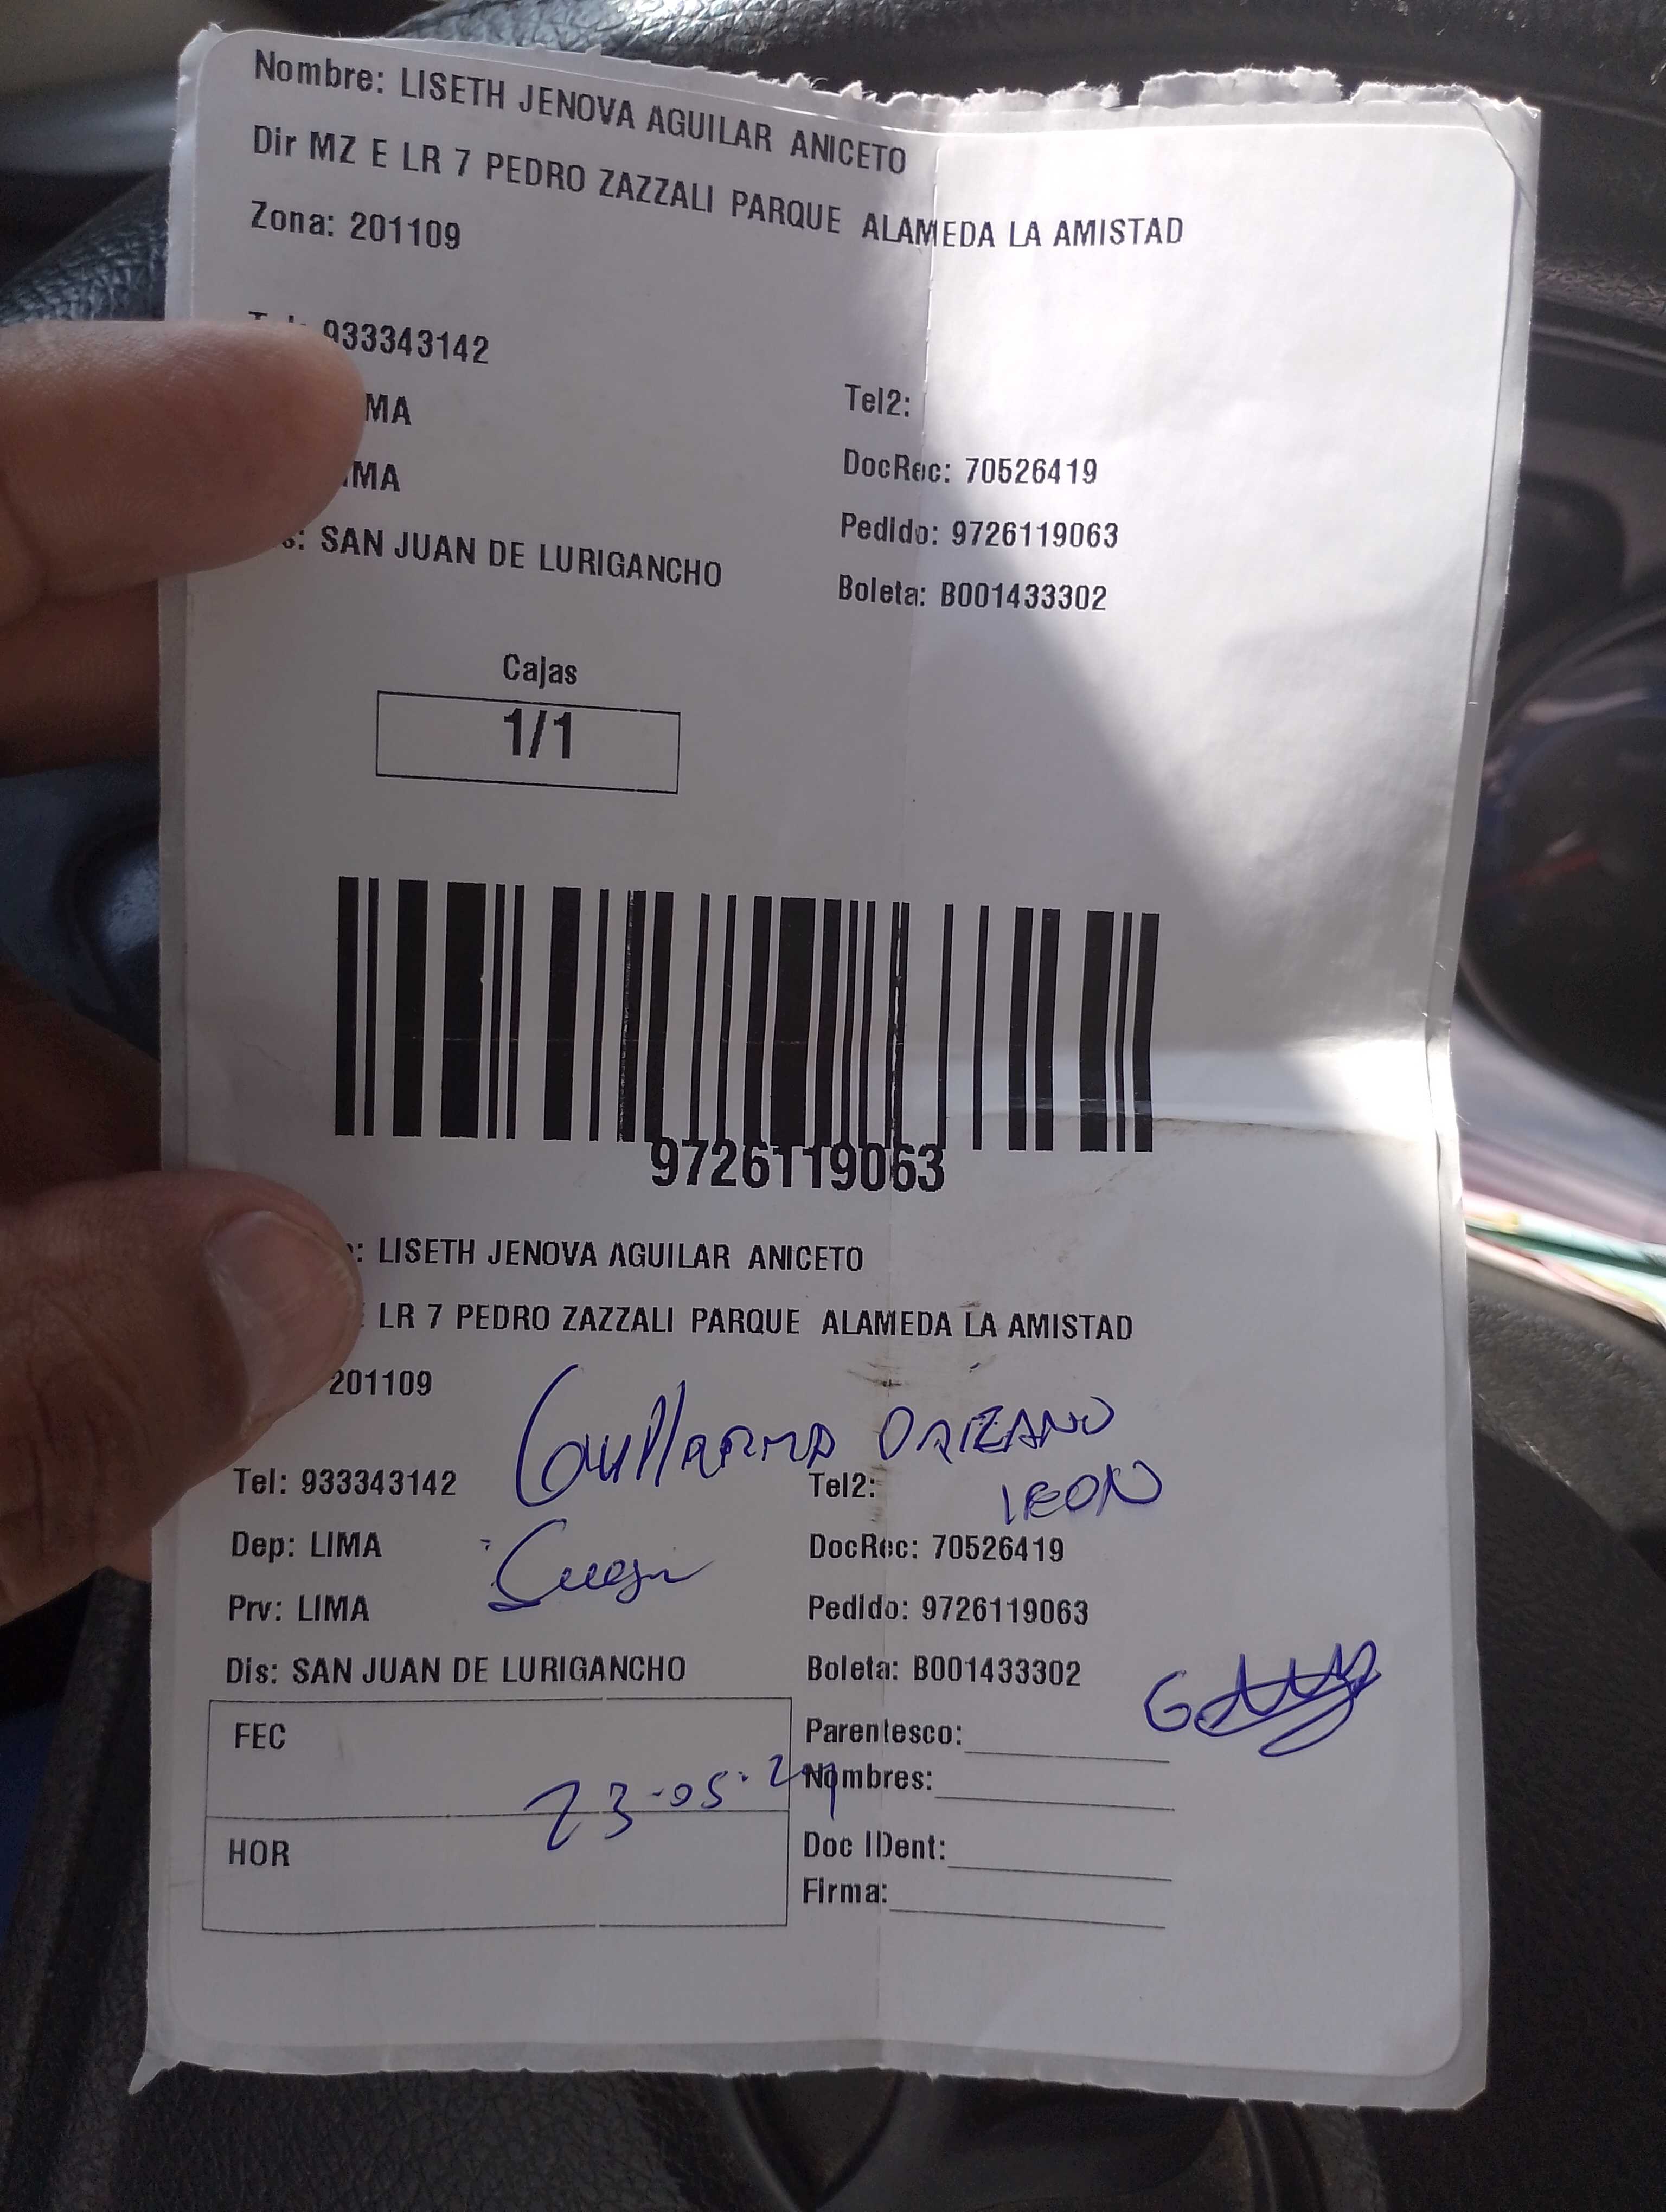 Nombre: LISETH JENOVA AGUILAR ANICETO
Dir MZ E LR 7 PEDRO ZAZZALI PARQUE ALAMEDA LA AMISTAD
Zona: 201109
933343142
Tel2:
MA
DocRec: 70526419
MA
Pedido: 9726119063
s: SAN JUAN DE LURIGANCHO
Boleta: B001433302
Cajas
1/1
9726119063
: LISETH JENOVA AGUILAR ANICETO
LR 7 PEDRO ZAZZALI PARQUE ALAMEDA LA AMISTAD
201109
ORIZANO
LEON
Tel: 933343142
Tel2:
Dep: LIMA
DocRec: 70526419
Prv: LIMA
Pedido: 9726119063
Dis: SAN JUAN DE LURIGANCHO
Boleta: B001433302
FEC
Parentesco:
23-05-24
Nombres:
HOR
Doc IDent:
Firma: